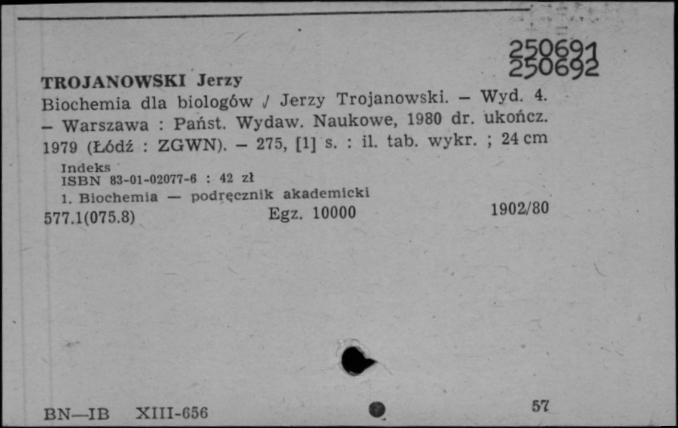 250691
250692
TROJANOWSKI Jerzy
Biochemia dla biologów / Jerzy Trojanowski. — Wyd. 4.
— Warszawa : Państ. Wydaw. Naukowe, 1980 dr. ukończ.
1979 (Łódź : ZGWN). — 275, [1] s. : il. tab. wykr. ; 24 cm
Indeks
ISBN 83-01-02077-6 : 42 zł
1. Biochemia — podręcznik akademicki
577.1(075.8) Egz. 10000 1902/80
BN—IB XIII-656 57